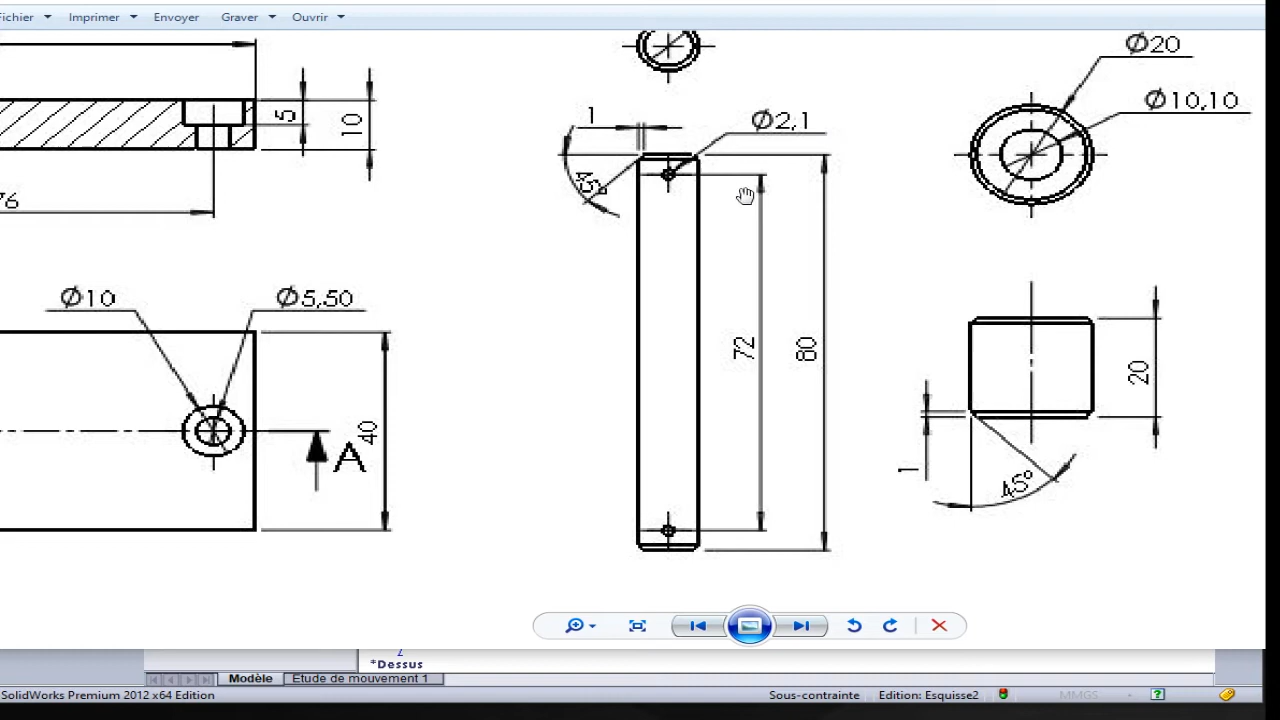 Fichier Imprimer Envoyer Graver Ouvrir
Ø20
Ø10,10
1
Ø2,1
5
10
45°
76
Ø10
Ø5,50
72
80
20
40
A
1
45°
*Dessus
Modèle Etude de mouvement 1
SolidWorks Premium 2012 x64 Edition Sous-contrainte Edition: Esquisse2 MMGS